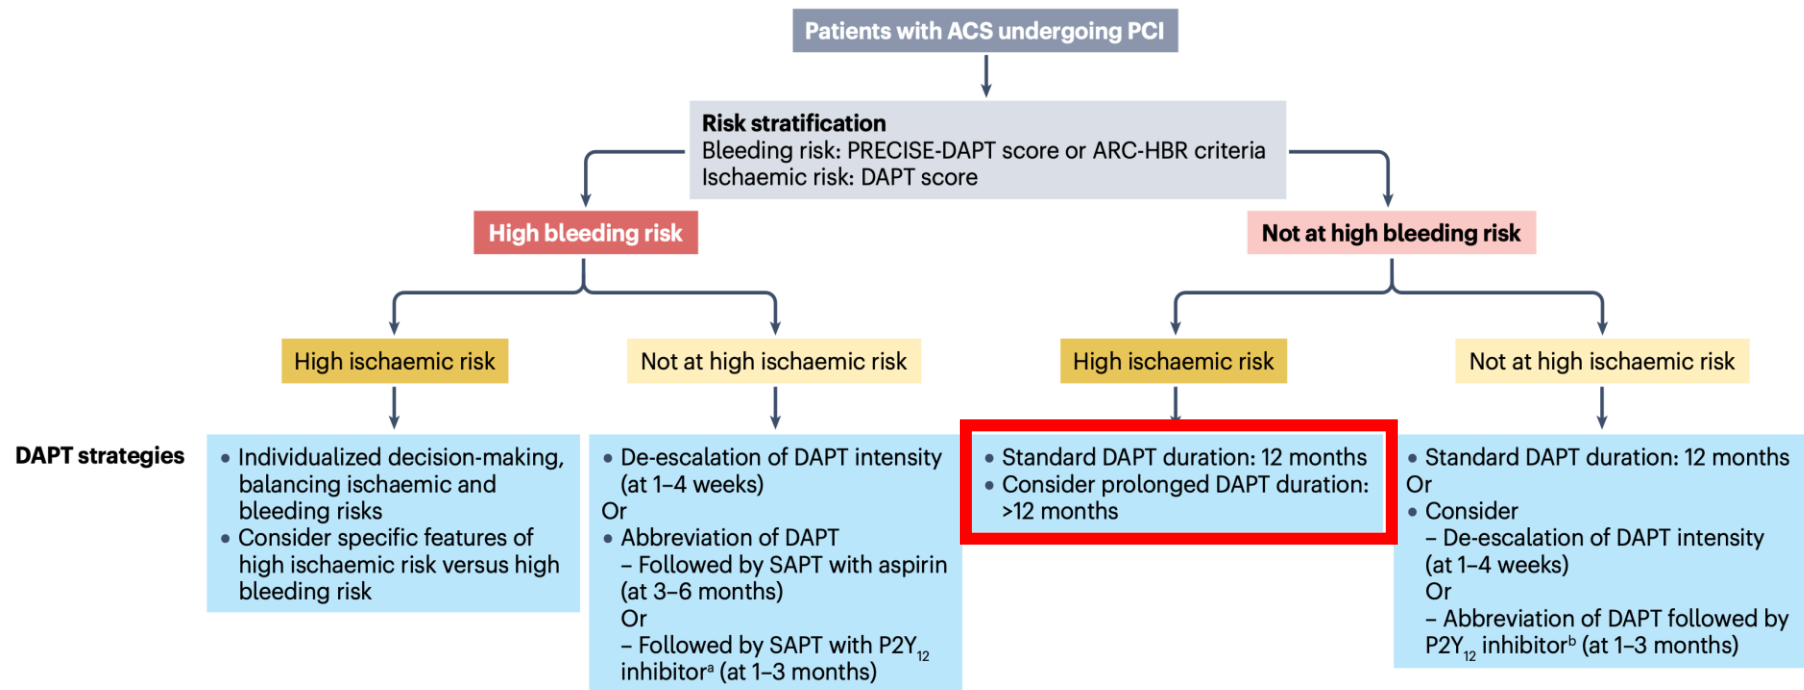 Patients with ACS undergoing PCI
Risk stratification
Bleeding risk: PRECISE-DAPT score or ARC-HBR criteria
Ischaemic risk: DAPT score
High bleeding risk
Not at high bleeding risk
High ischaemic risk
Not at high ischaemic risk
High ischaemic risk
Not at high ischaemic risk
DAPT strategies
• Individualized decision-making,
balancing ischaemic and
bleeding risks
• Consider specific features of
high ischaemic risk versus high
bleeding risk
• De-escalation of DAPT intensity
(at 1–4 weeks)
Or
• Abbreviation of DAPT
– Followed by SAPT with aspirin
(at 3–6 months)
Or
– Followed by SAPT with P2Y₁₂
inhibitorᵃ (at 1–3 months)
• Standard DAPT duration: 12 months
• Consider prolonged DAPT duration:
>12 months
• Standard DAPT duration: 12 months
Or
• Consider
– De-escalation of DAPT intensity
(at 1–4 weeks)
Or
– Abbreviation of DAPT followed by
P2Y₁₂ inhibitorᵇ (at 1–3 months)